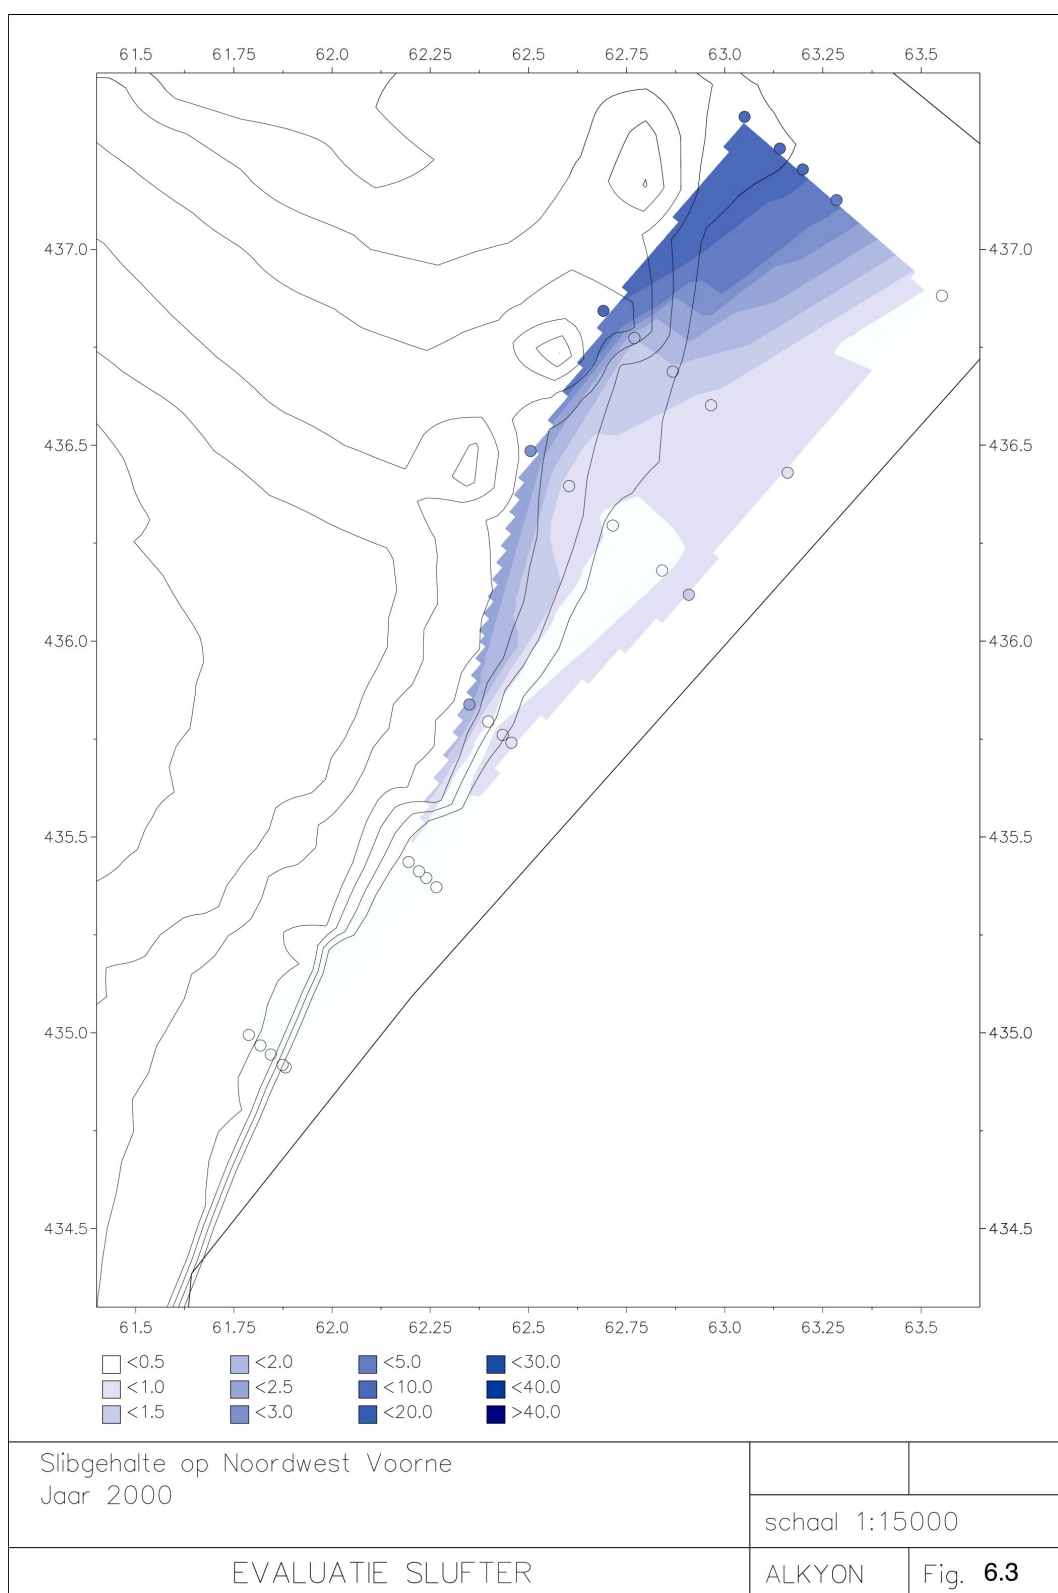 61.5 61.75 62.0 62.25 62.5 62.75 63.0 63.25 63.5
437.0 437.0
436.5 436.5
436.0 436.0
435.5 435.5
435.0 435.0
434.5 434.5
61.5 61.75 62.0 62.25 62.5 62.75 63.0 63.25 63.5
<0.5 <2.0 <5.0 <30.0
<1.0 <2.5 <10.0 <40.0
<1.5 <3.0 <20.0 >40.0
Slibgehalte op Noordwest Voorne
Jaar 2000
schaal 1:15000
EVALUATIE SLUFTER
ALKYON
Fig. 6.3